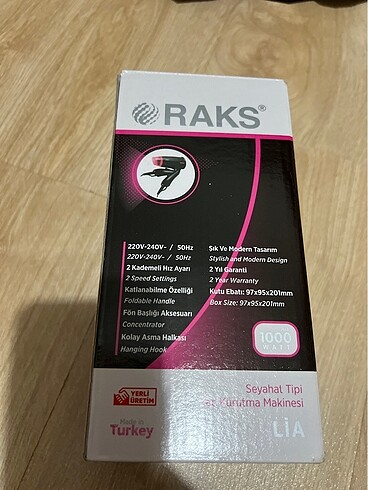 RAKS®
220V-240V~ / 50Hz
220V-240V~ / 50Hz
2 Kademeli Hız Ayarı
2 Speed Settings
Katlanabilme Özelliği
Foldable Handle
Fön Başlığı Aksesuarı
Concentrator
Kolay Asma Halkası
Hanging Hook
Şık Ve Modern Tasarım
Stylish and Modern Design
2 Yıl Garanti
2 Year Warranty
Kutu Ebatı: 97x95x201mm
Box Size: 97x95x201mm
1000
WATT
YERLİ
ÜRETİM
Made in
Turkey
Seyahat Tipi
Kurutma Makinesi
LİA